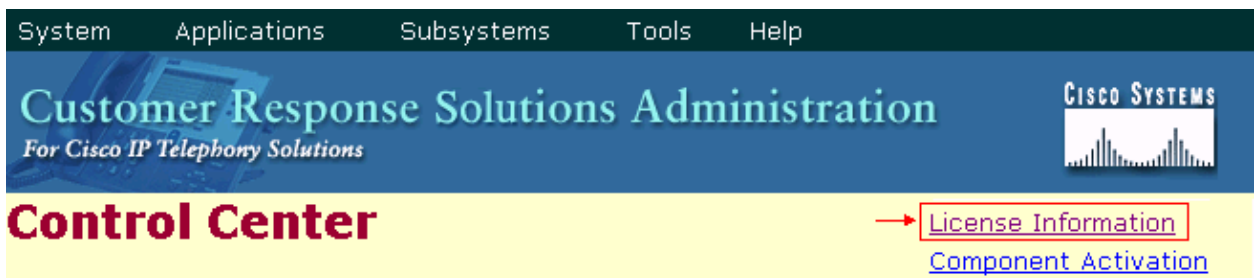 System Applications Subsystems Tools Help
Customer Response Solutions Administration
For Cisco IP Telephony Solutions
CISCO SYSTEMS
Control Center
License Information
Component Activation